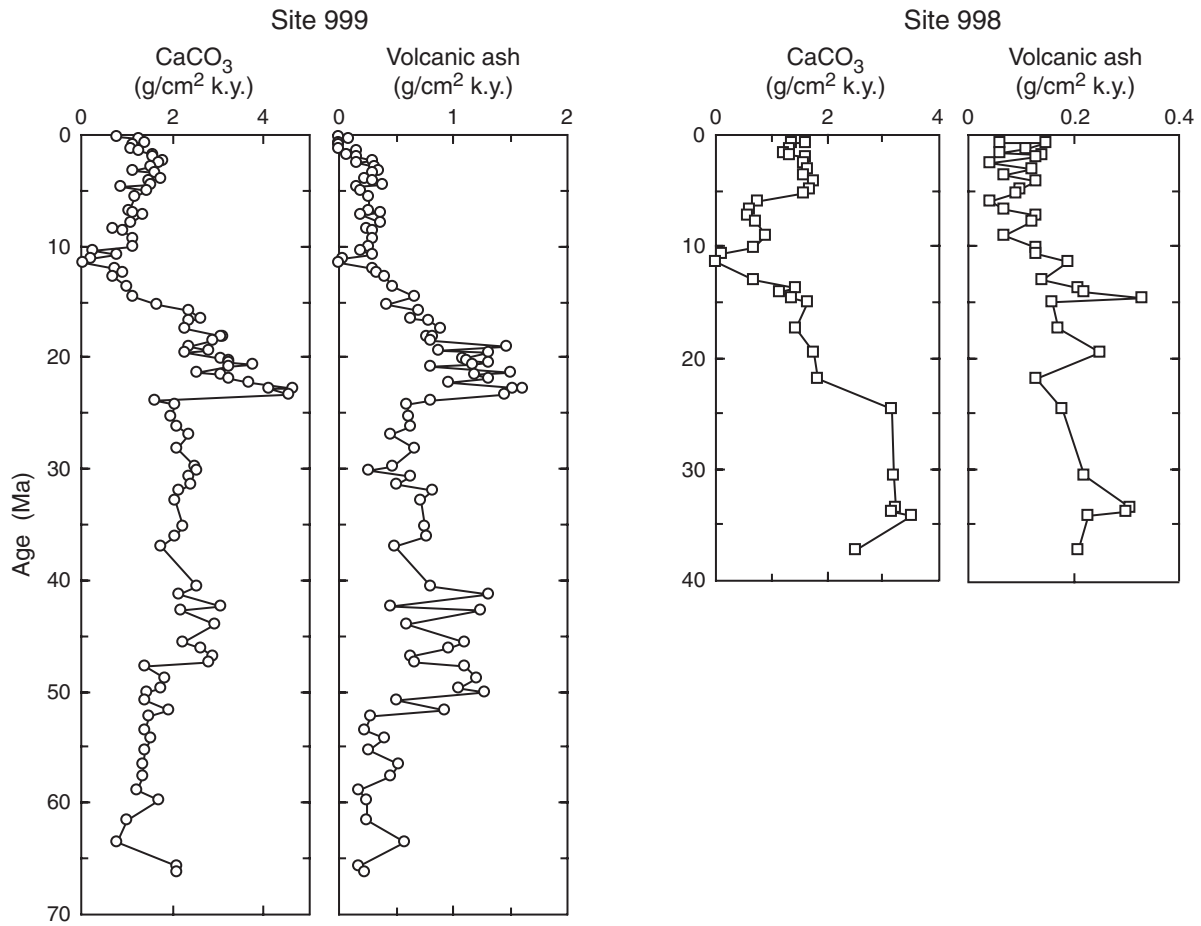 Site 999
Site 998
CaCO3
(g/cm2 k.y.)
Volcanic ash
(g/cm2 k.y.)
CaCO3
(g/cm2 k.y.)
Volcanic ash
(g/cm2 k.y.)
0 2 4
0 1 2
0 2 4
0 0.2 0.4
0
10
20
30
40
50
60
70
Age (Ma)
0
10
20
30
40